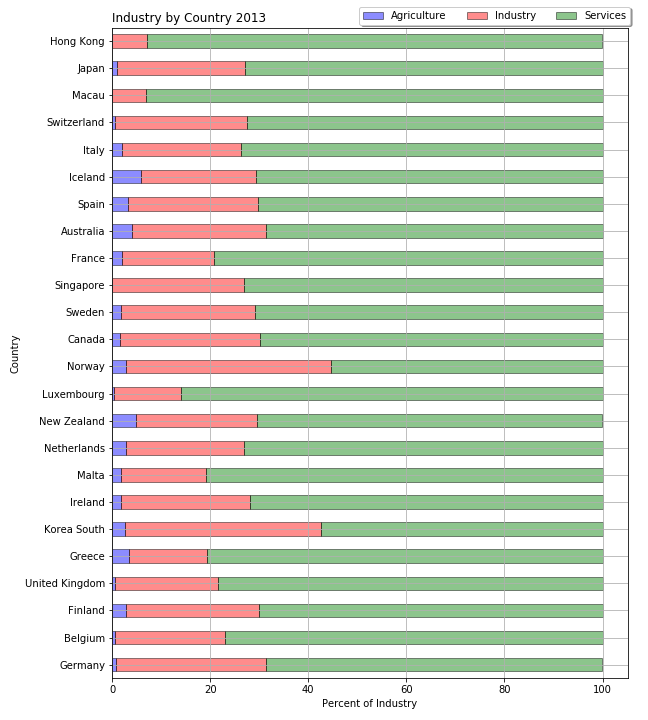 Industry by Country 2013
Agriculture Industry Services
Hong Kong
Japan
Macau
Switzerland
Italy
Iceland
Spain
Australia
France
Singapore
Sweden
Canada
Norway
Luxembourg
New Zealand
Netherlands
Malta
Ireland
Korea South
Greece
United Kingdom
Finland
Belgium
Germany
Country
0 20 40 60 80 100
Percent of Industry